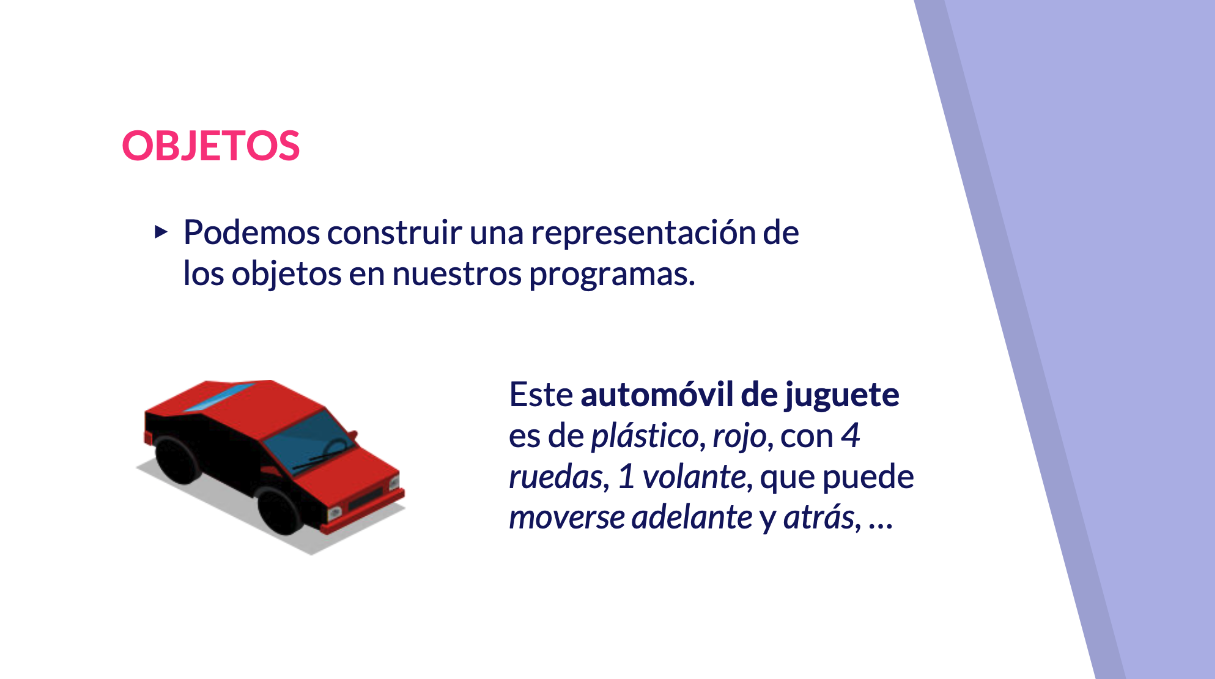 OBJETOS
▸ Podemos construir una representación de
los objetos en nuestros programas.
Este automóvil de juguete
es de plástico, rojo, con 4
ruedas, 1 volante, que puede
moverse adelante y atrás, ...